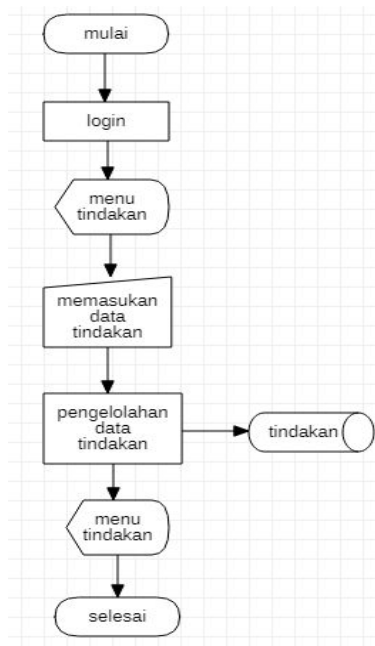 mulai
login
menu
tindakan
memasukan
data
tindakan
pengelolahan
data
tindakan
tindakan
menu
tindakan
selesai